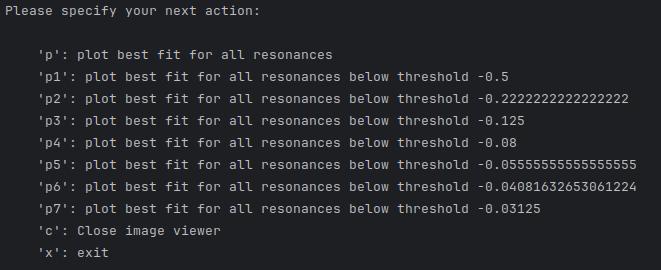 Please specify your next action:
'p': plot best fit for all resonances
'p1': plot best fit for all resonances below threshold -0.5
'p2': plot best fit for all resonances below threshold -0.2222222222222222
'p3': plot best fit for all resonances below threshold -0.125
'p4': plot best fit for all resonances below threshold -0.08
'p5': plot best fit for all resonances below threshold -0.05555555555555555
'p6': plot best fit for all resonances below threshold -0.04081632653061224
'p7': plot best fit for all resonances below threshold -0.03125
'c': Close image viewer
'x': exit